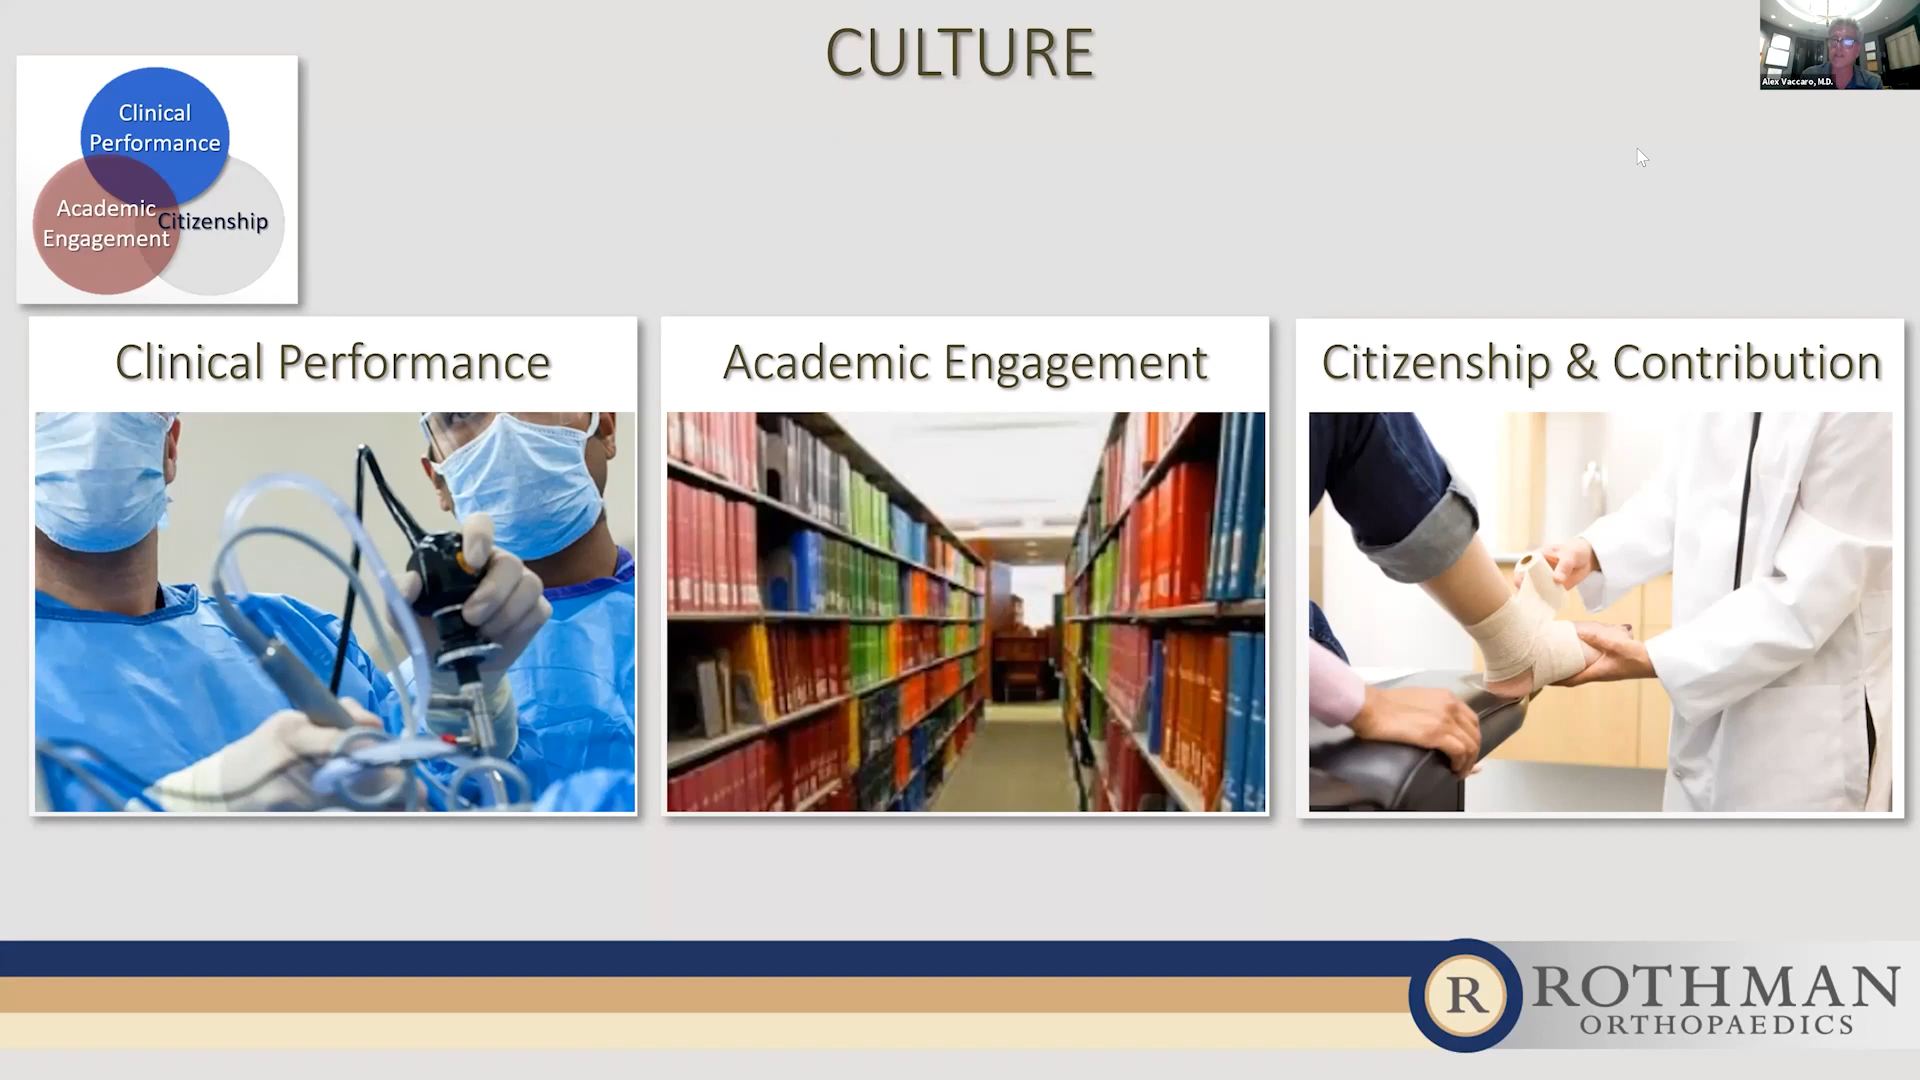 CULTURE
Alex Vaccaro, M.D.
Clinical
Performance
Academic
Engagement
Citizenship
Clinical Performance
Academic Engagement
Citizenship & Contribution
R
ROTHMAN
ORTHOPAEDICS